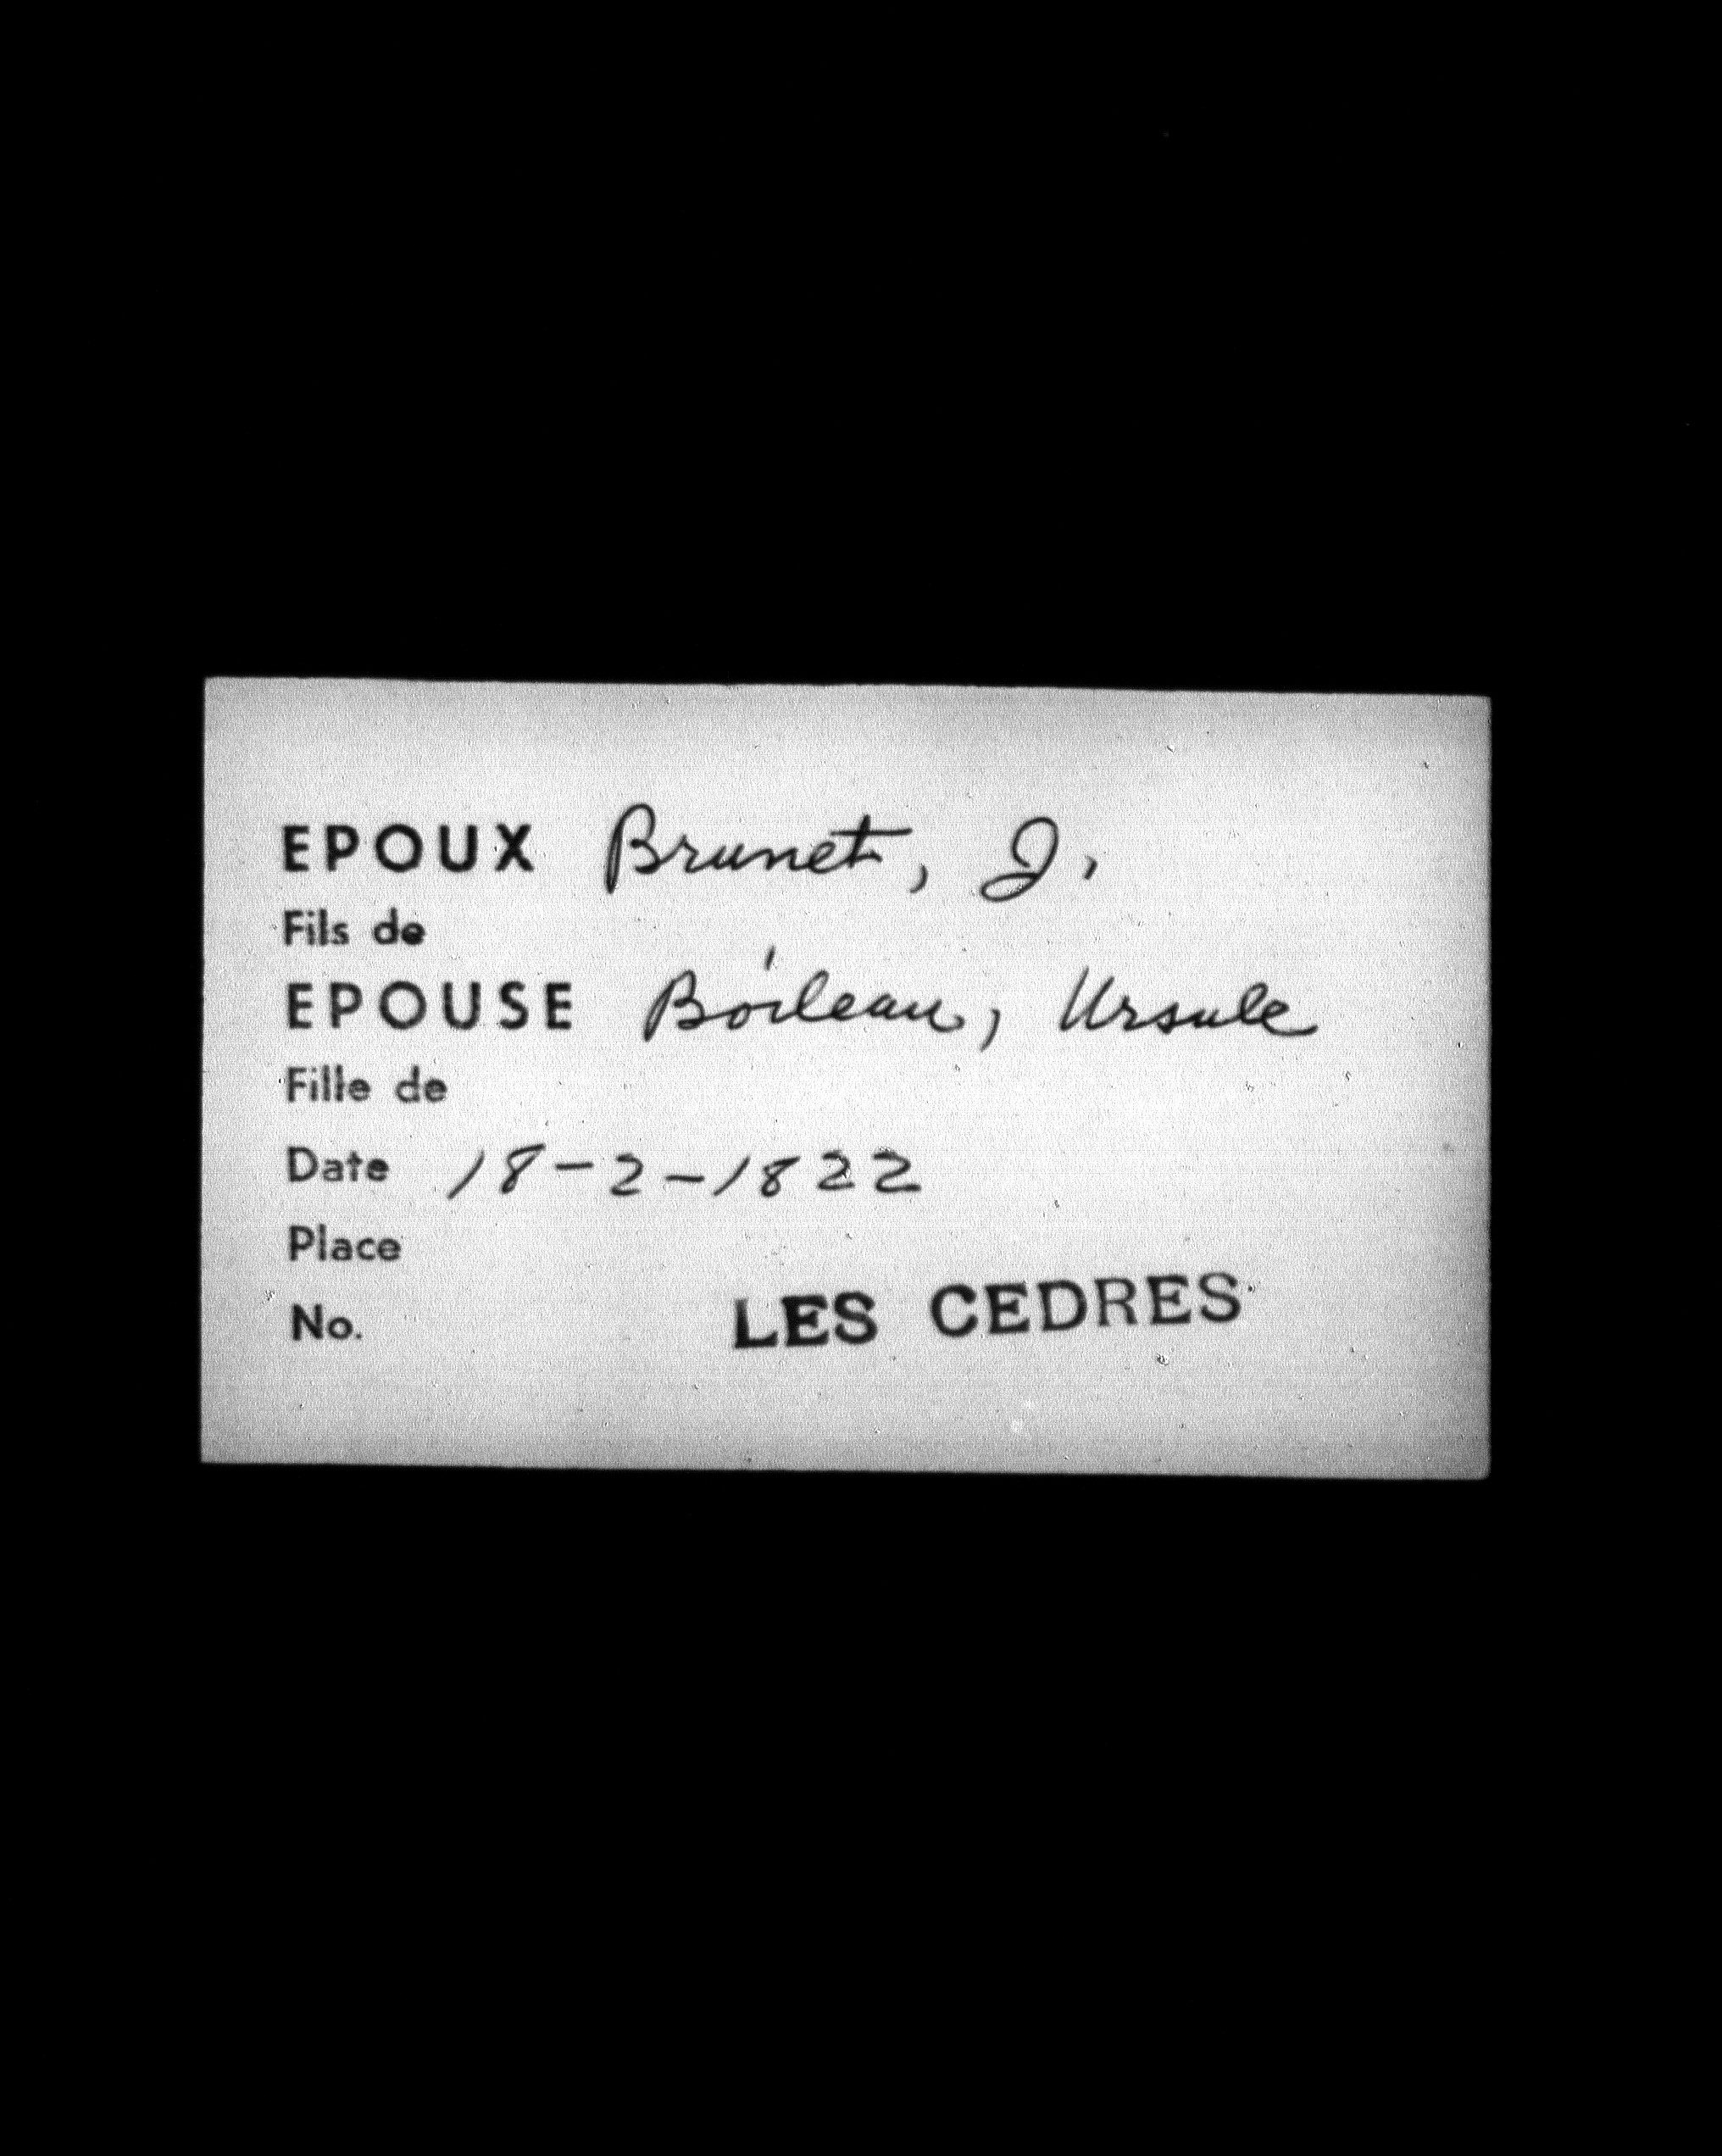 EPOUX Brunet, J.
Fils de
EPOUSE Boileau, Ursule
Fille de
Date 18-2-1822
Place
No. LES CEDRES